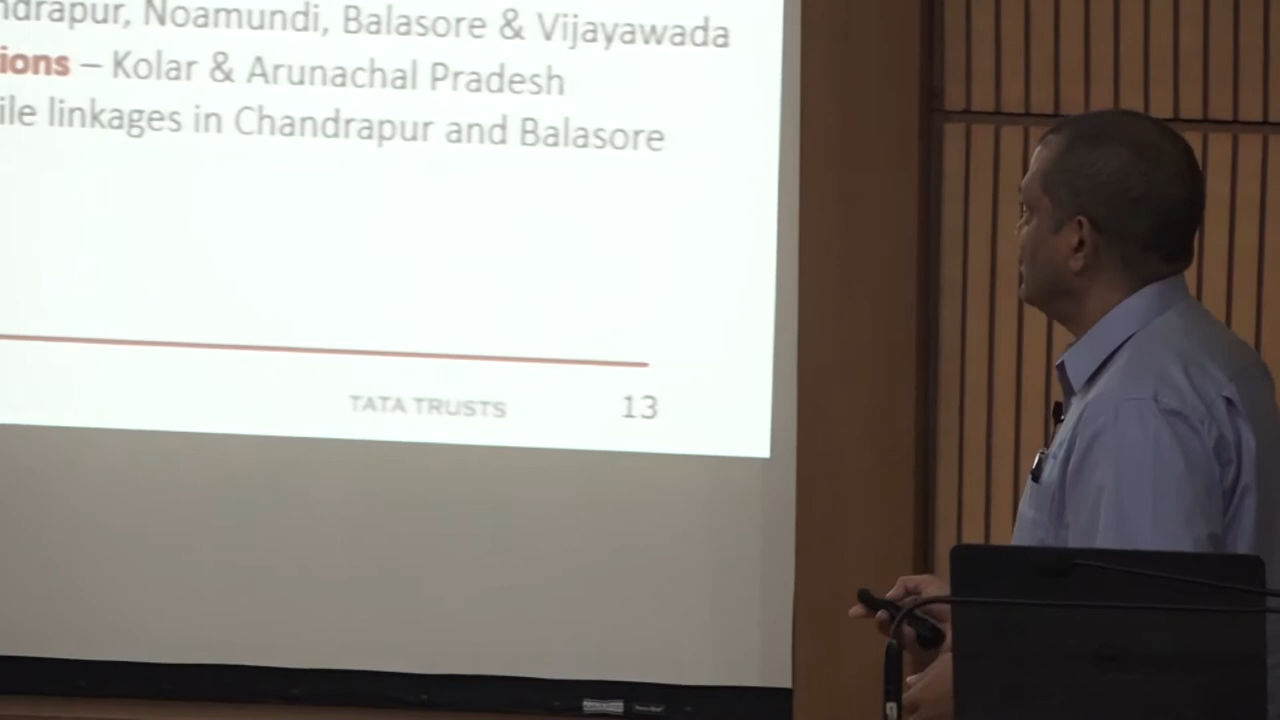 ndrapur, Noamundi, Balasore & Vijayawada
ions – Kolar & Arunachal Pradesh
ile linkages in Chandrapur and Balasore
TATA TRUSTS 13